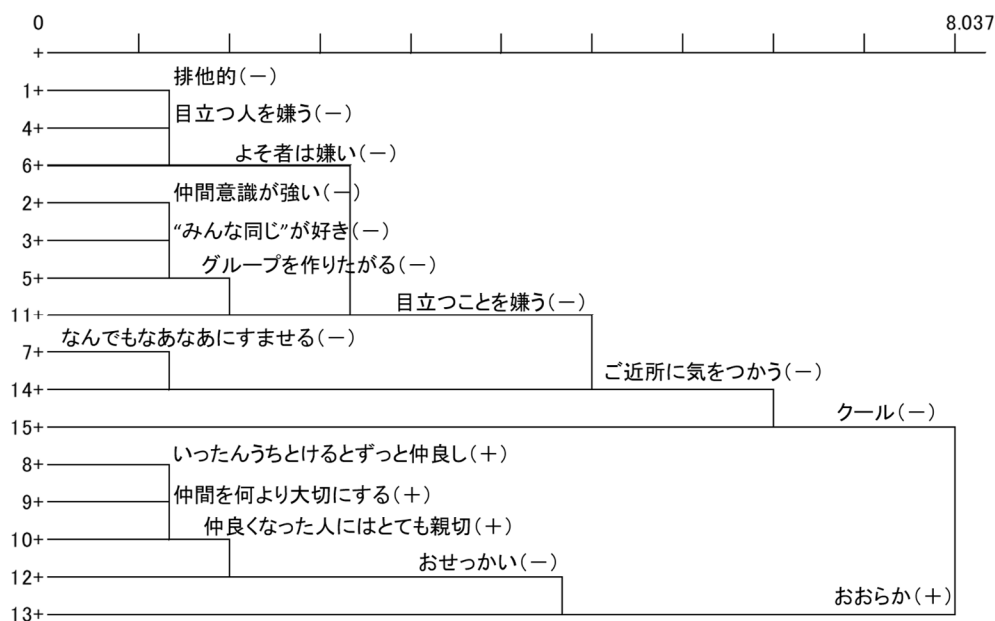 0 8.037
+
排他的（－）
1+
目立つ人を嫌う（－）
4+
よそ者は嫌い（－）
6+
仲間意識が強い（－）
2+
“みんな同じ”が好き（－）
3+
グループを作りたがる（－）
5+
目立つことを嫌う（－）
11+
なんでもなあなあにすませる（－）
7+
ご近所に気をつかう（－）
14+
クール（－）
15+
いったんうちとけるとずっと仲良し（＋）
8+
仲間を何より大切にする（＋）
9+
仲良くなった人にはとても親切（＋）
10+
おせっかい（－）
12+
おおらか（＋）
13+